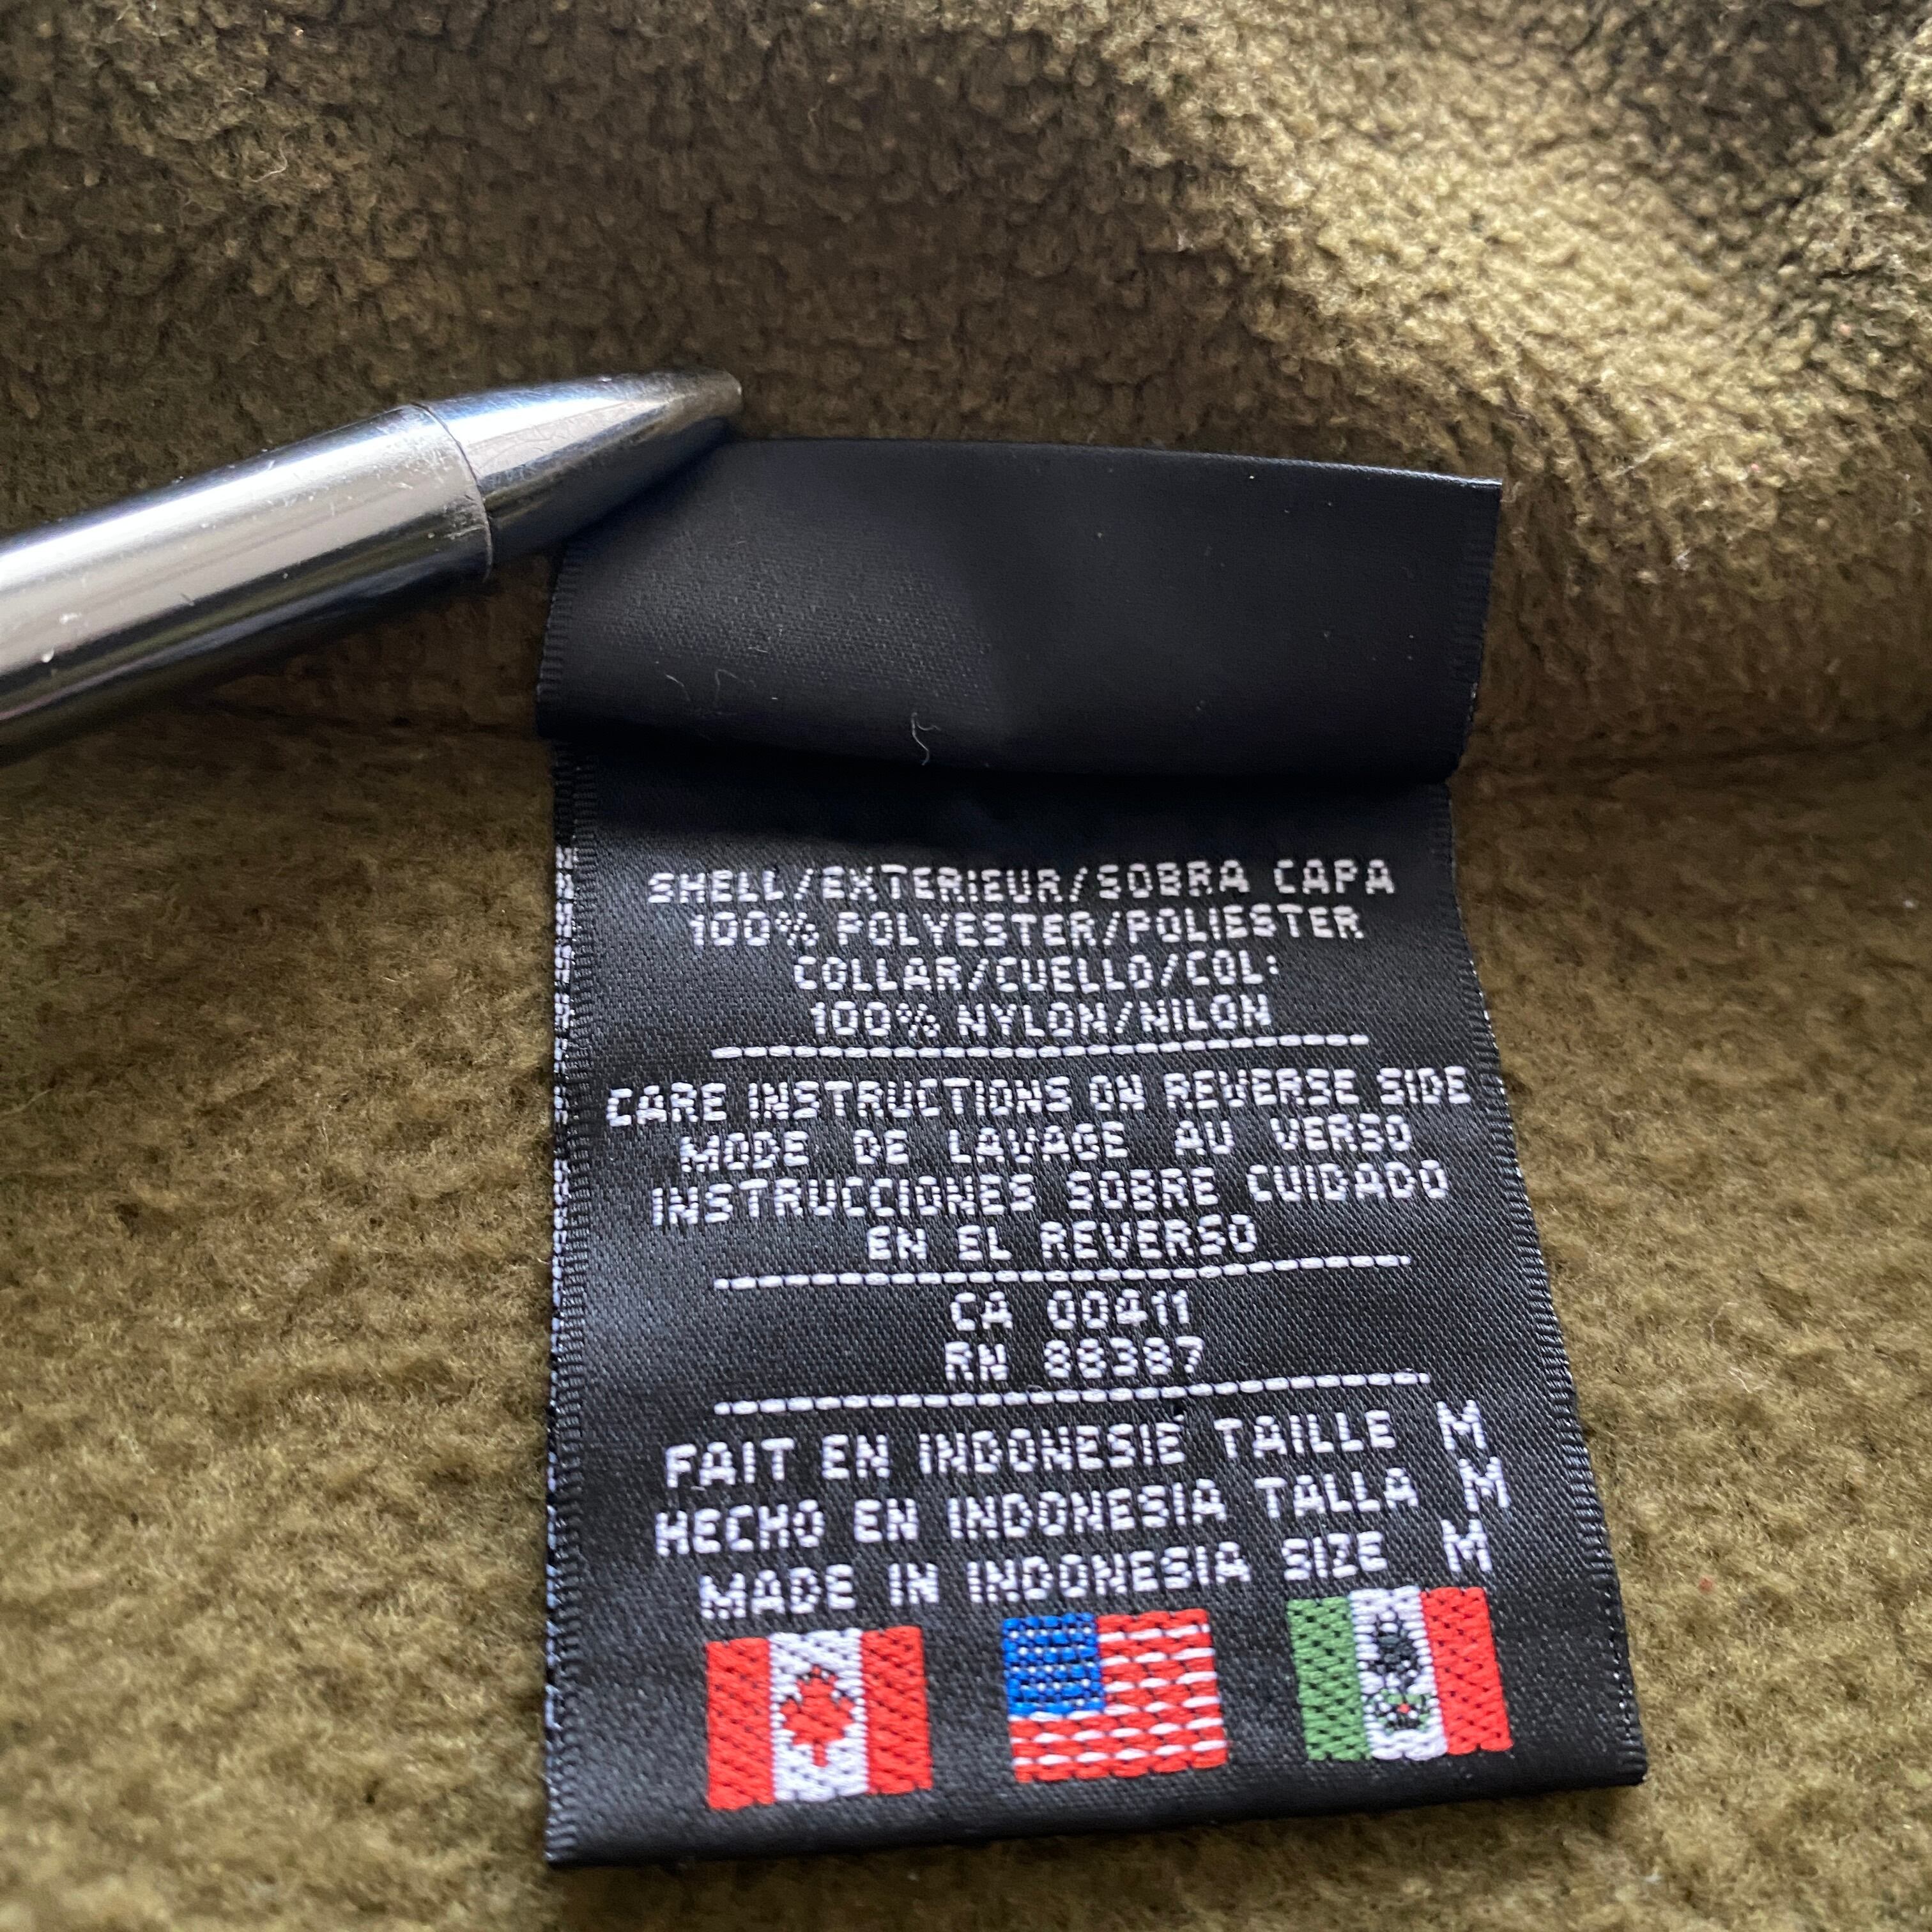 SHELL/EXTERIEUR/SOBRA CAPA
100% POLYESTER/POLIESTER
COLLAR/CUELLO/COL:
100% NYLON/NILON
CARE INSTRUCTIONS ON REVERSE SIDE
MODE DE LAVAGE AU VERSO
INSTRUCCIONES SOBRE CUIDADO
EN EL REVERSO
CA 00411
RN 88387
FAIT EN INDONESIE TAILLE M
HECHO EN INDONESIA TALLA M
MADE IN INDONESIA SIZE M